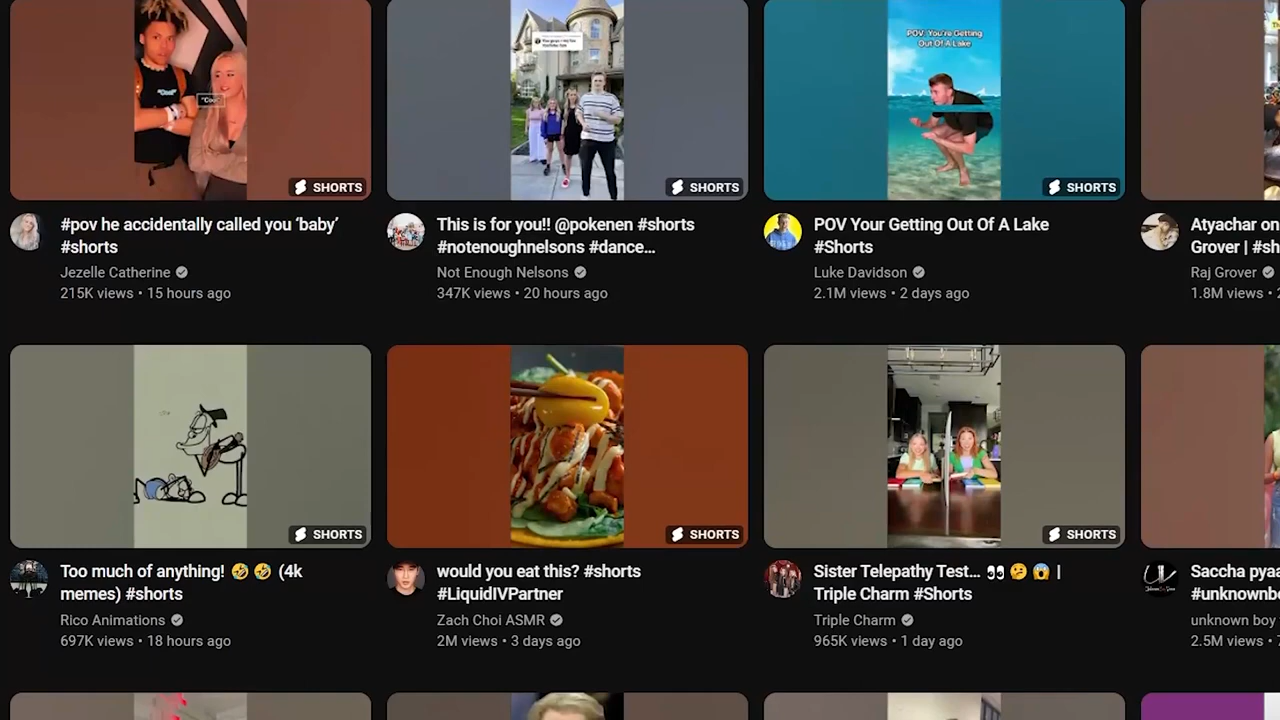 "Cool"
POV: You're Getting
Out Of A Lake
SHORTS
SHORTS
SHORTS
#pov he accidentally called you ‘baby’
#shorts
Jezelle Catherine
215K views • 15 hours ago
This is for you!! @pokenen #shorts
#notenoughnelsons #dance...
Not Enough Nelsons
347K views • 20 hours ago
POV Your Getting Out Of A Lake
#Shorts
Luke Davidson
2.1M views • 2 days ago
Atyachar on
Grover | #sh
Raj Grover
1.8M views •
SHORTS
SHORTS
SHORTS
Too much of anything! 🤣 🤣 (4k
memes) #shorts
Rico Animations
697K views • 18 hours ago
would you eat this? #shorts
#LiquidIVPartner
Zach Choi ASMR
2M views • 3 days ago
Sister Telepathy Test... 👀 🤔 😱 |
Triple Charm #Shorts
Triple Charm
965K views • 1 day ago
Saccha pyaa
#unknownbo
unknown boy
2.5M views •